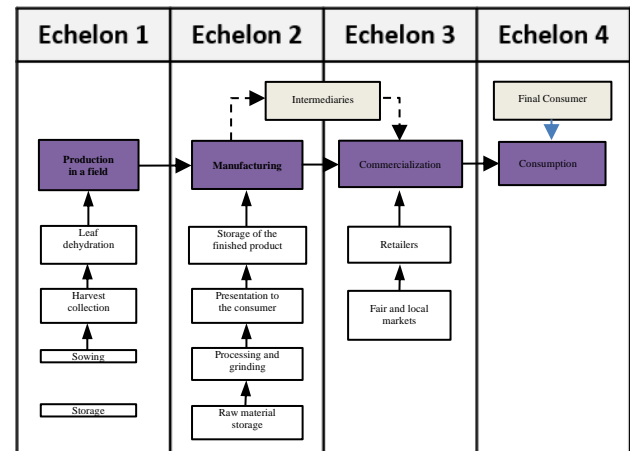 Echelon 1
Echelon 2
Echelon 3
Echelon 4
Intermediaries
Final Consumer
Production
in a field
Manufacturing
Commercialization
Consumption
Leaf
dehydration
Harvest
collection
Sowing
Storage
Storage of the
finished product
Presentation to
the consumer
Processing and
grinding
Raw material
storage
Retailers
Fair and local
markets